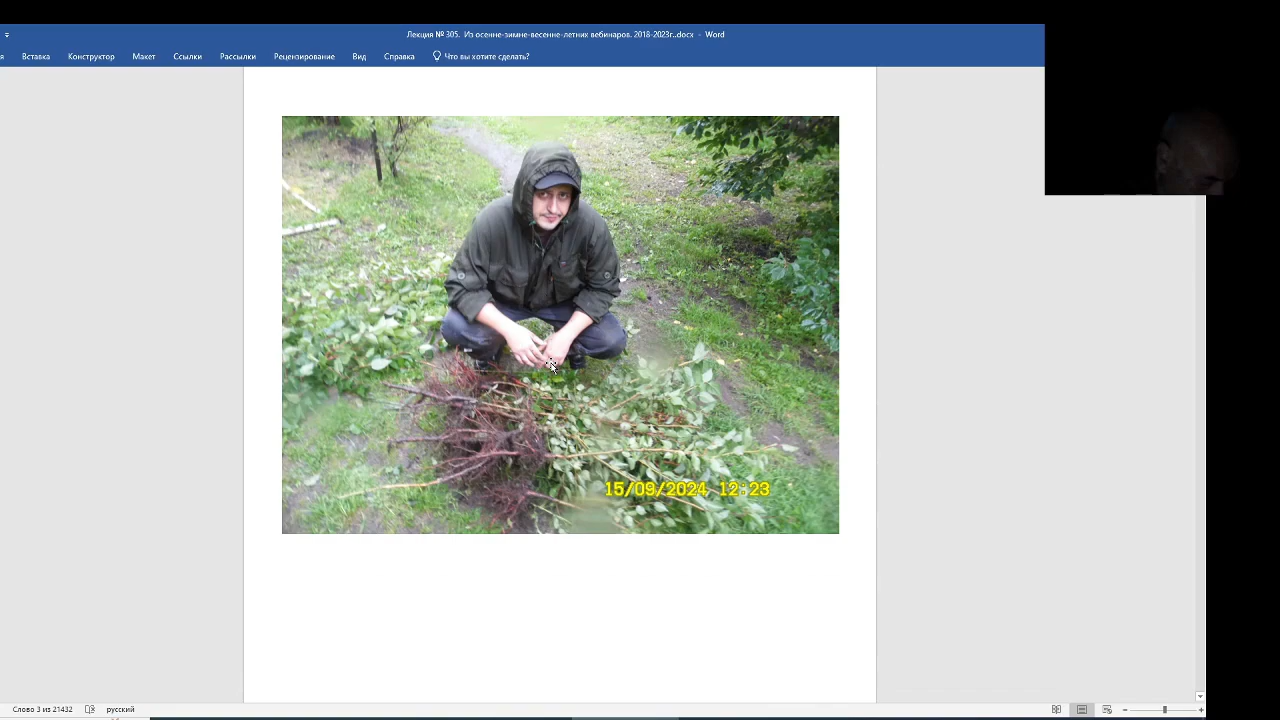 Лекция № 305. Из осенне-зимне-весенне-летних вебинаров. 2018-2023г..docx - Word
я Вставка Конструктор Макет Ссылки Рассылки Рецензирование Вид Справка Что вы хотите сделать?
15/09/2024 12:23
Слово 3 из 21432 русский